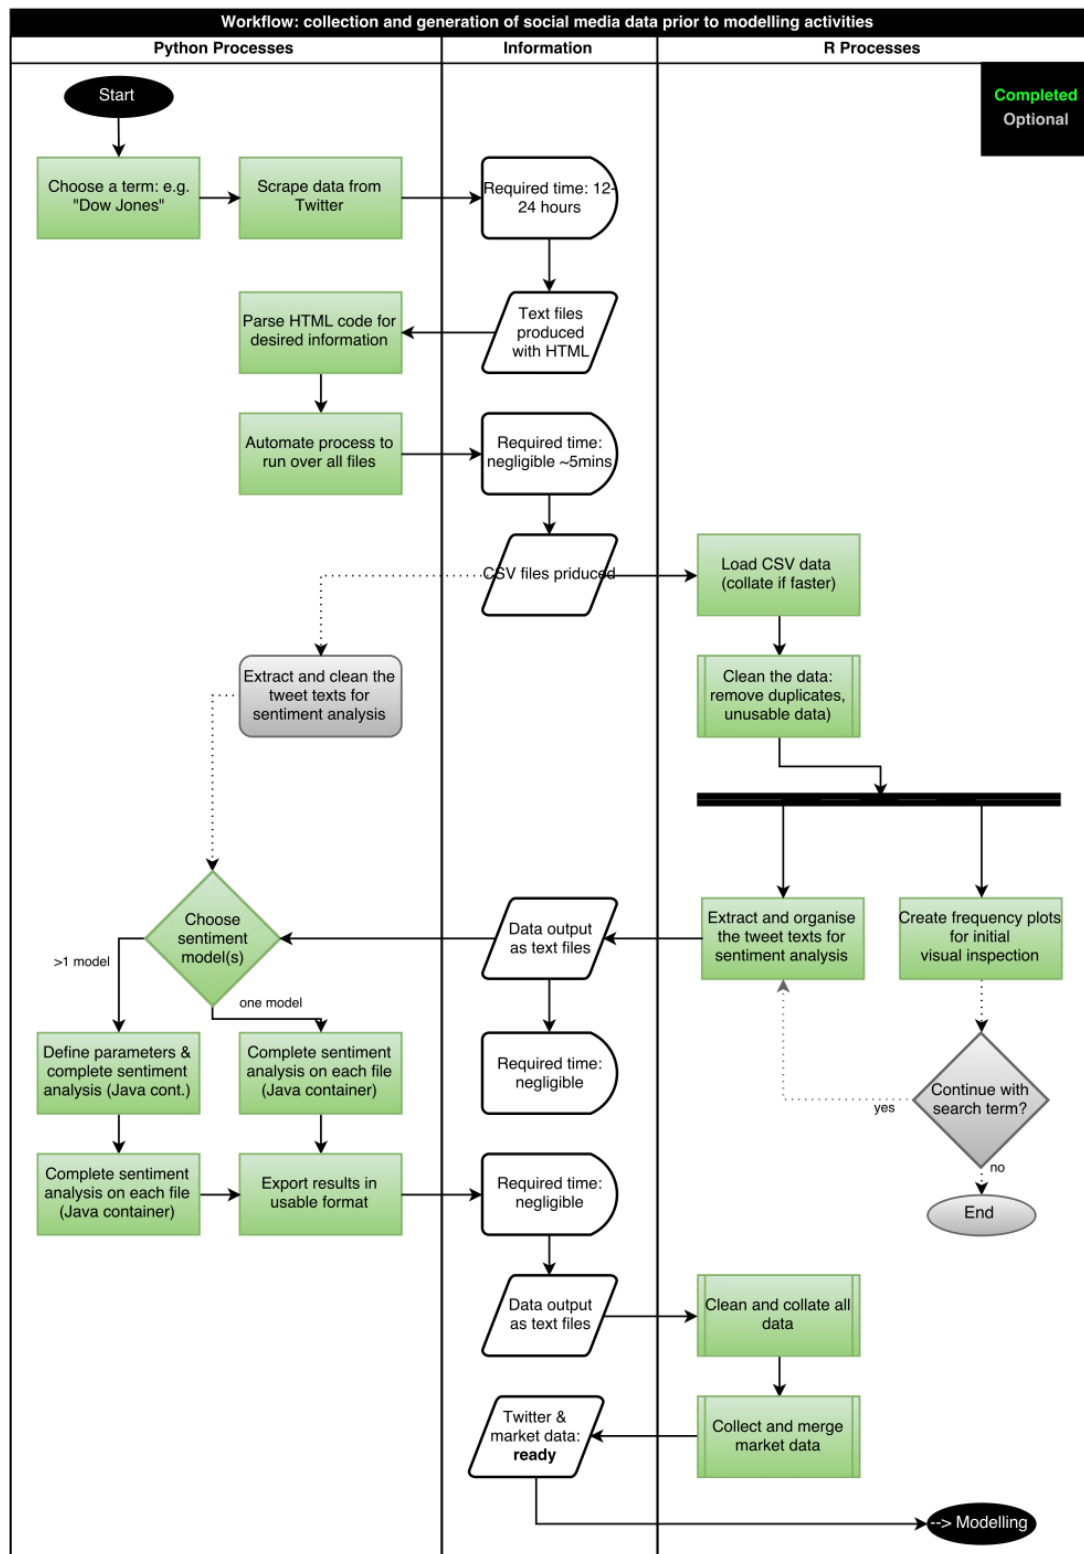 Workflow: collection and generation of social media data prior to modelling activities
Python Processes
Information
R Processes
Completed
Optional
Start
Choose a term: e.g.
"Dow Jones"
Scrape data from
Twitter
Required time: 12-
24 hours
Text files
produced
with HTML
Parse HTML code for
desired information
Automate process to
run over all files
Required time:
negligible ~5mins
CSV files priduced
Load CSV data
(collate if faster)
Extract and clean the
tweet texts for
sentiment analysis
Clean the data:
remove duplicates,
unusable data)
Choose
sentiment
model(s)
>1 model
one model
Data output
as text files
Extract and organise
the tweet texts for
sentiment analysis
Create frequency plots
for initial
visual inspection
Define parameters &
complete sentiment
analysis (Java cont.)
Complete sentiment
analysis on each file
(Java container)
Required time:
negligible
Continue with
search term?
yes
no
End
Complete sentiment
analysis on each file
(Java container)
Export results in
usable format
Required time:
negligible
Data output
as text files
Clean and collate all
data
Twitter &
market data:
ready
Collect and merge
market data
--> Modelling